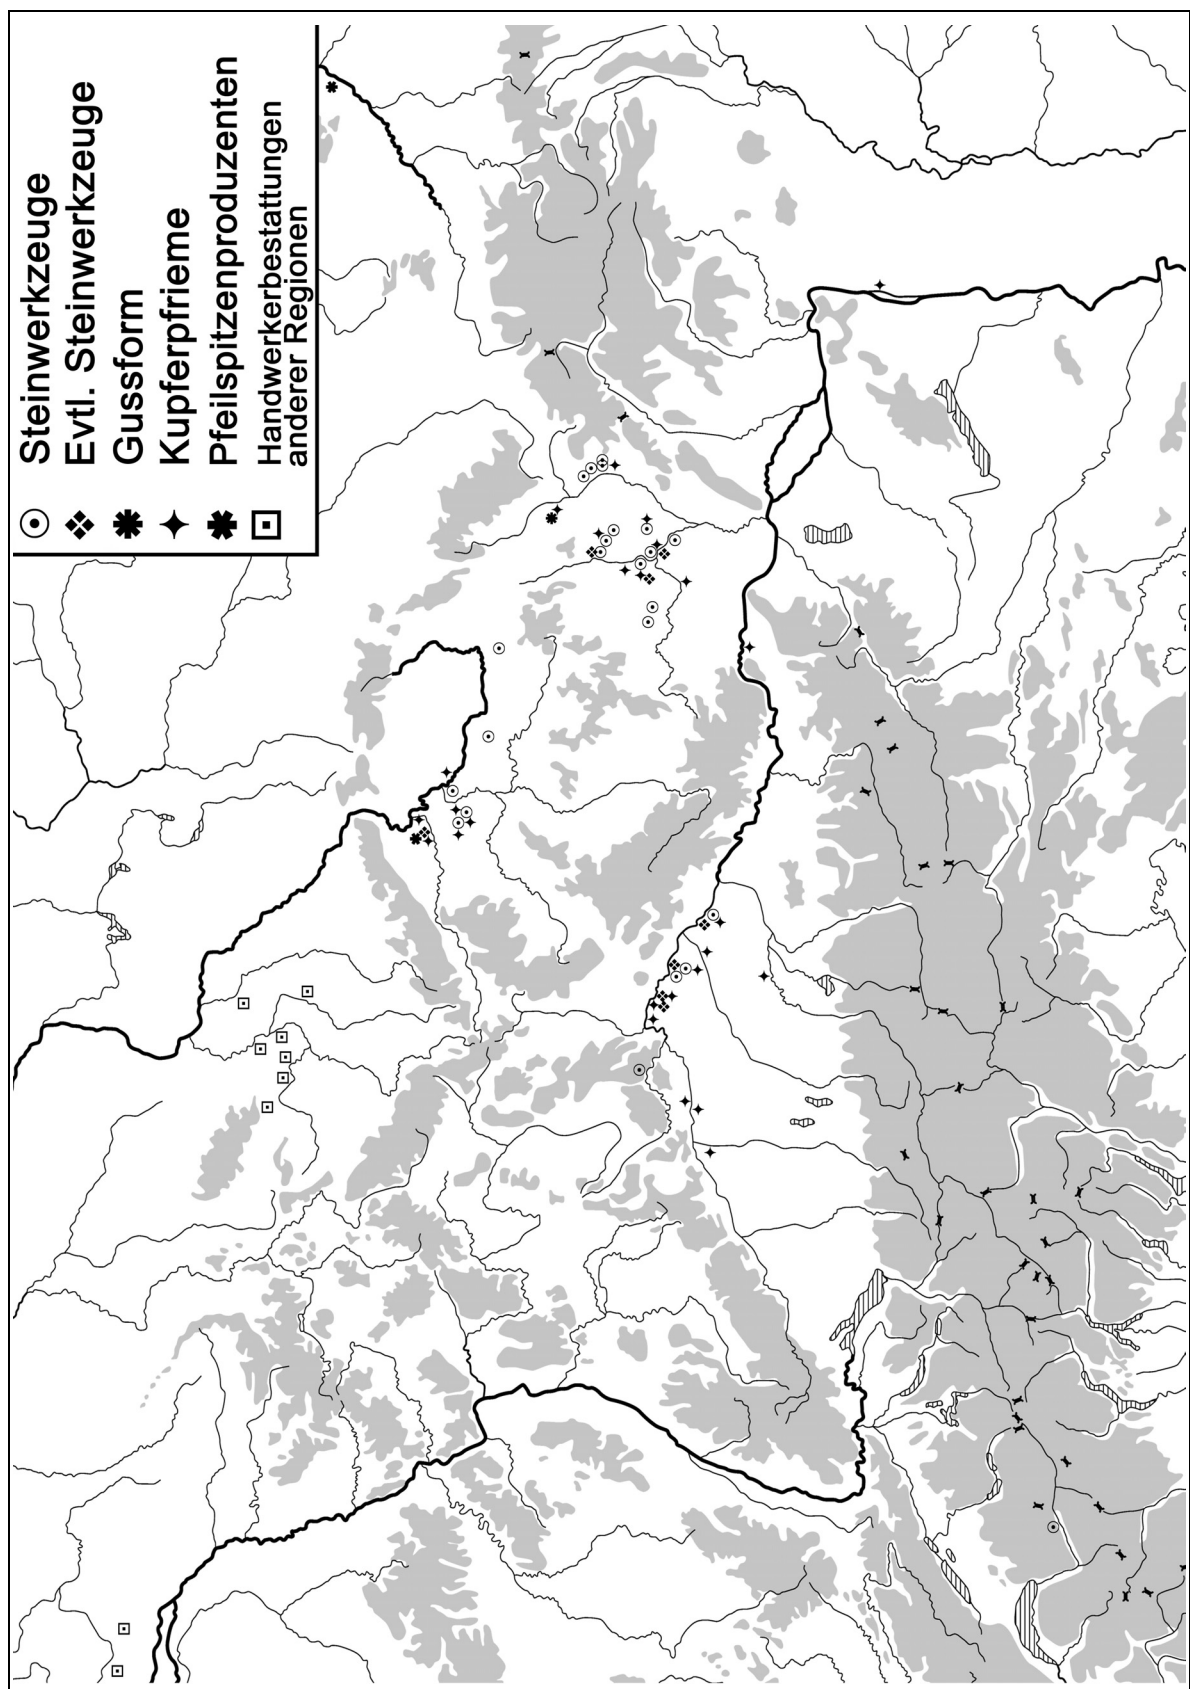 Steinwerkzeuge
Evtl. Steinwerkzeuge
Gussform
Kupferpfrieme
Pfeilspitzenproduzenten
Handwerkerbestattungen
anderer Regionen